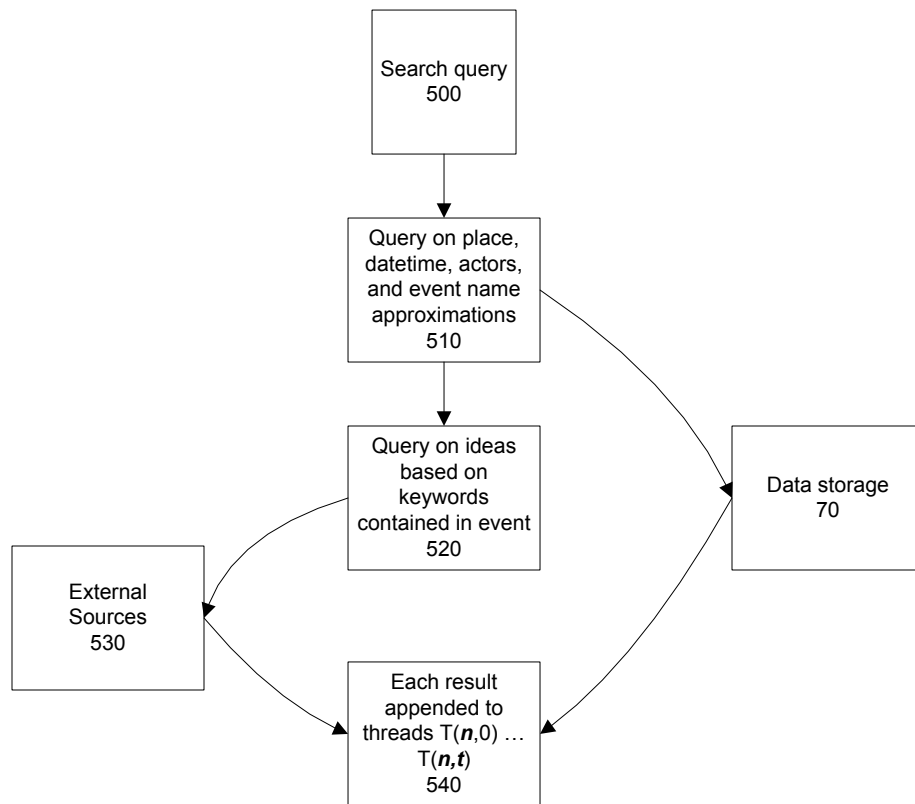 Search query
500
Query on place,
datetime, actors,
and event name
approximations
510
Query on ideas
based on
keywords
contained in event
520
Data storage
70
External
Sources
530
Each result
appended to
threads T(n,0) ...
T(n,t)
540